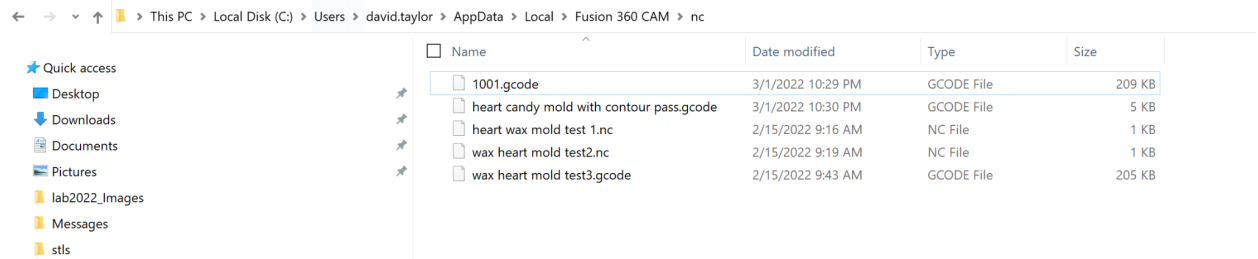 This PC > Local Disk (C:) > Users > david.taylor > AppData > Local > Fusion 360 CAM > nc
Quick access
Desktop
Downloads
Documents
Pictures
lab2022_Images
Messages
stls
Name Date modified Type Size
1001.gcode 3/1/2022 10:29 PM GCODE File 209 KB
heart candy mold with contour pass.gcode 3/1/2022 10:30 PM GCODE File 5 KB
heart wax mold test 1.nc 2/15/2022 9:16 AM NC File 1 KB
wax heart mold test2.nc 2/15/2022 9:19 AM NC File 1 KB
wax heart mold test3.gcode 2/15/2022 9:43 AM GCODE File 205 KB